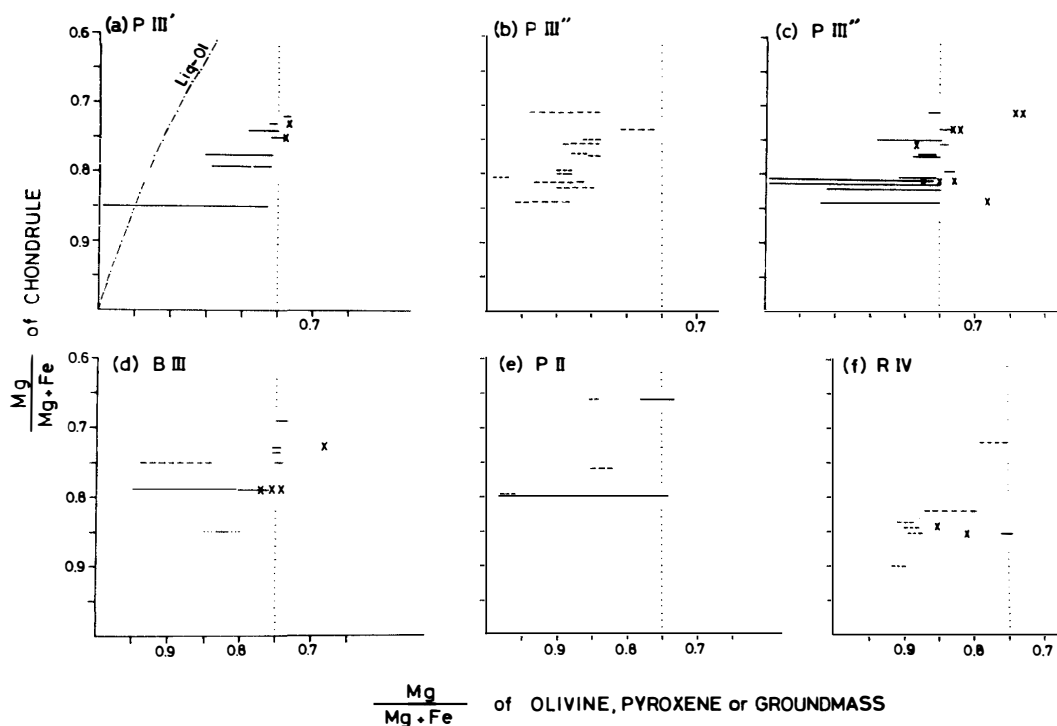 (a) P III'
(b) P III"
(c) P III"
0.6
0.7
0.8
0.9
Liq-Ol
0.7
0.7
0.7
(d) B III
(e) P II
(f) R IV
0.6
0.7
0.8
0.9
x
x
x
xx
xx
x
x
x
x
x
x
xxx
x
x
0.9
0.8
0.7
0.9
0.8
0.7
0.9
0.8
0.7
Mg
Mg+Fe
of CHONDRULE
Mg
Mg+Fe
of OLIVINE, PYROXENE or GROUNDMASS